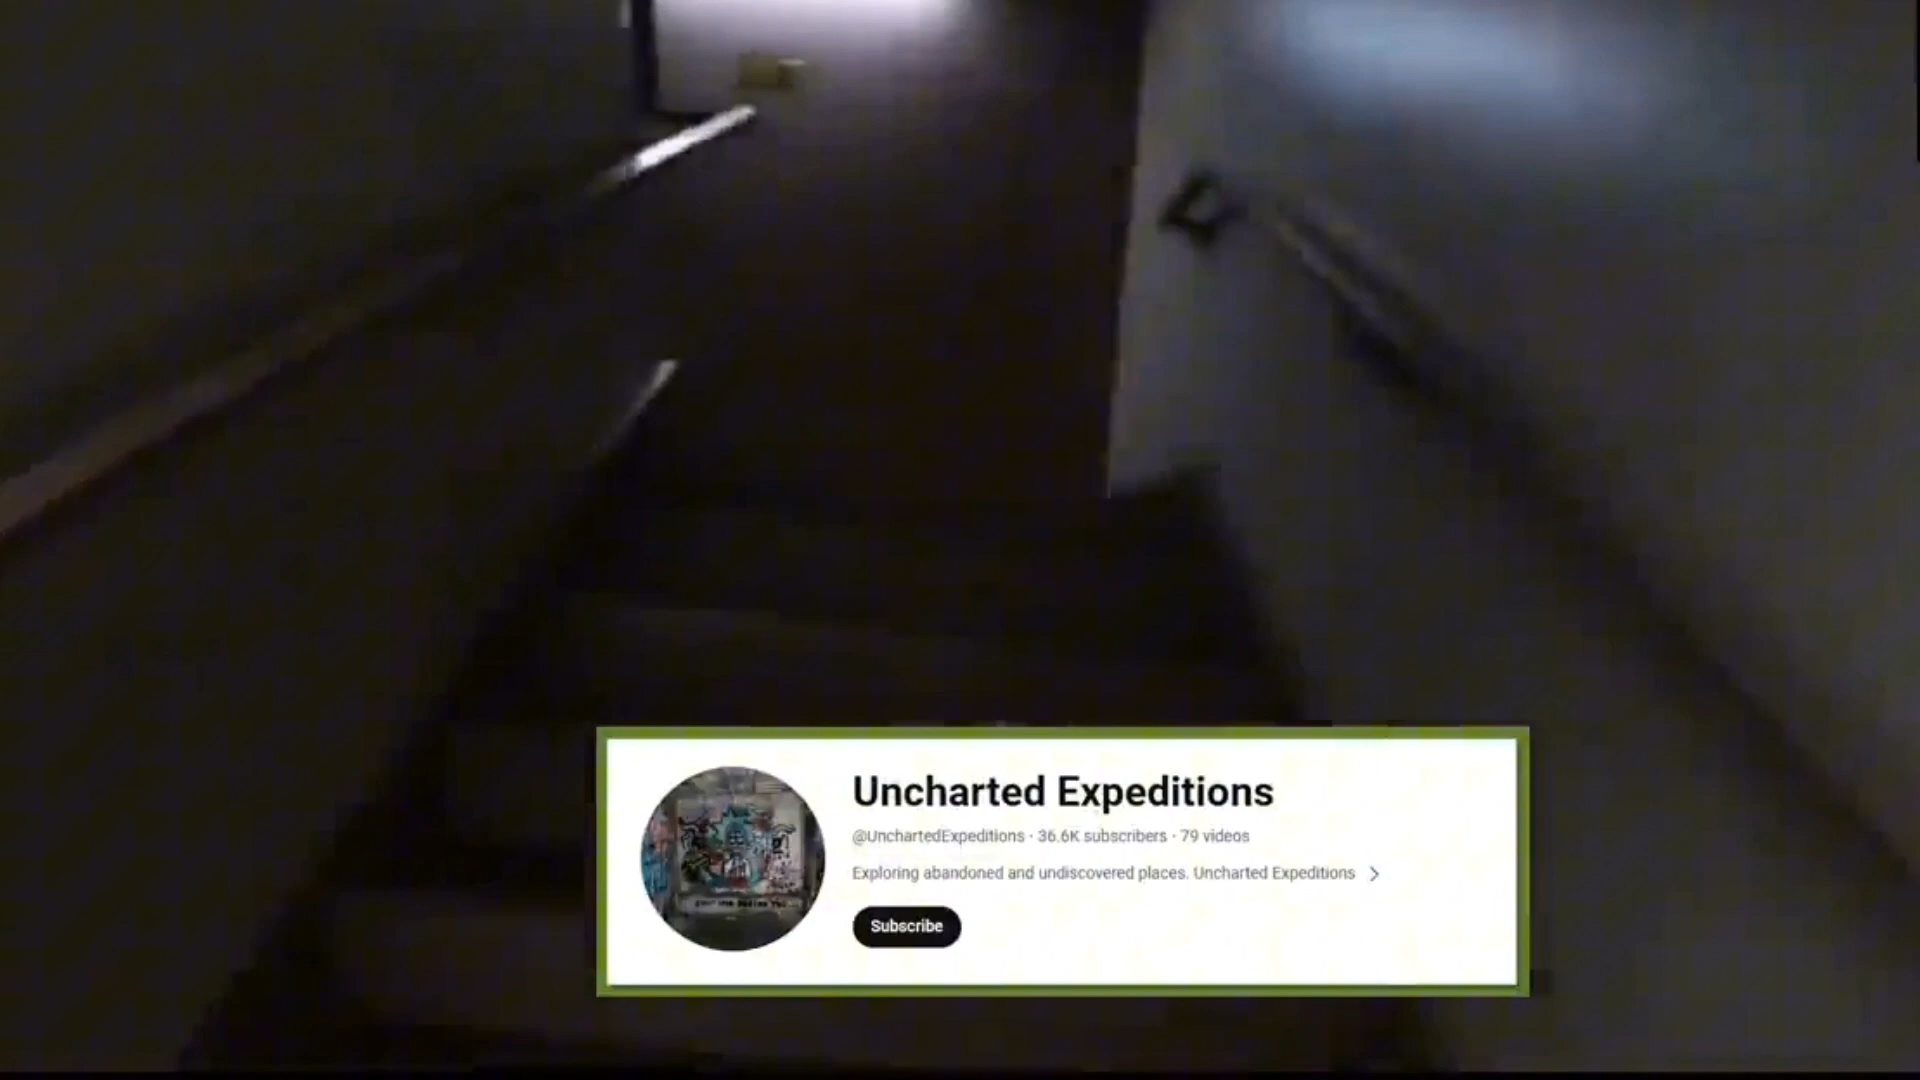 Uncharted Expeditions
@UnchartedExpeditions · 36.6K subscribers · 79 videos
Exploring abandoned and undiscovered places. Uncharted Expeditions
Subscribe